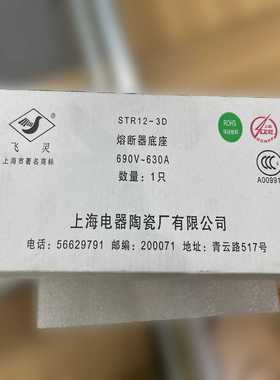 飞灵
上海市著名商标
STR12-3D
熔断器底座
690V~630A
数量：1只
ROHS
CCC
A00991
上海电器陶瓷厂有限公司
电话：56629791 邮编：200071 地址：青云路517号